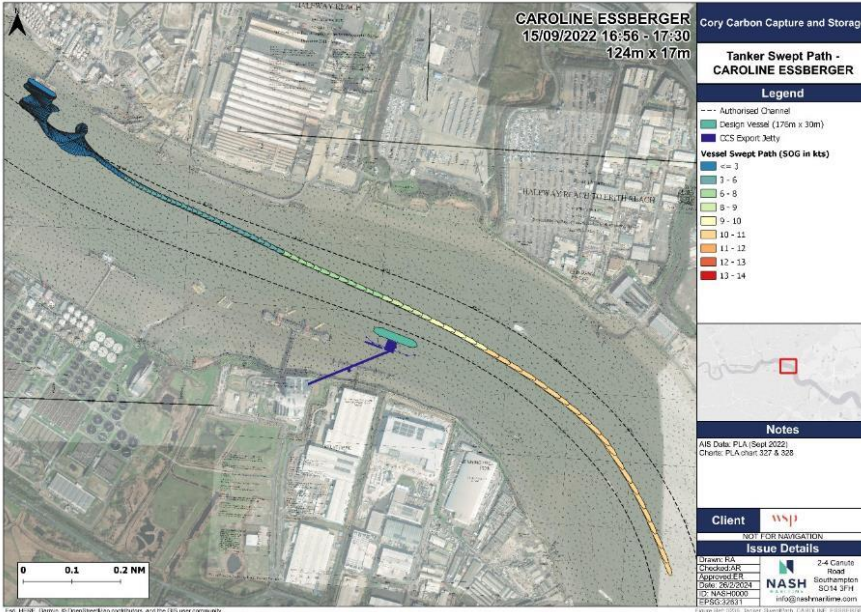 N
HALFWAY REACH
CAROLINE ESSBERGER
15/09/2022 16:56 - 17:30
124m x 17m
HALFWAY REACH TO ERITH REACH
0 0.1 0.2 NM
Cory Carbon Capture and Storage
Tanker Swept Path -
CAROLINE ESSBERGER
Legend
Authorised Channel
Design Vessel (176m x 30m)
CCS Export Jetty
Vessel Swept Path (SOG in kts)
<= 3
3 - 6
6 - 8
8 - 9
9 - 10
10 - 11
11 - 12
12 - 13
13 - 14
Notes
AIS Data: PLA (Sept 2022)
Charts: PLA chart 327 & 328
Client
wsp
NOT FOR NAVIGATION
Issue Details
Drawn: RA
Checked: AR
Approved: ER
Date: 26/2/2024
ID: NASH0000
EPSG:32631
NASH
MARITIME
2-4 Canute
Road
Southampton
SO14 3FH
info@nashmaritime.com